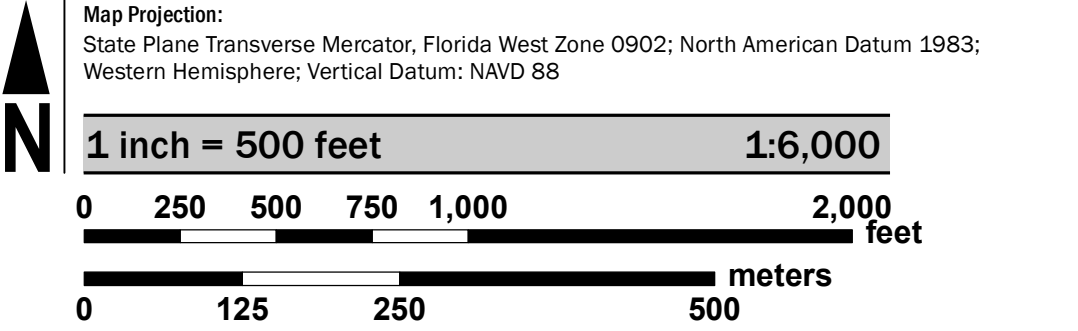 N
Map Projection:
State Plane Transverse Mercator, Florida West Zone 0902; North American Datum 1983;
Western Hemisphere; Vertical Datum: NAVD 88
1 inch = 500 feet 1:6,000
0 250 500 750 1,000 2,000
feet
meters
0 125 250 500